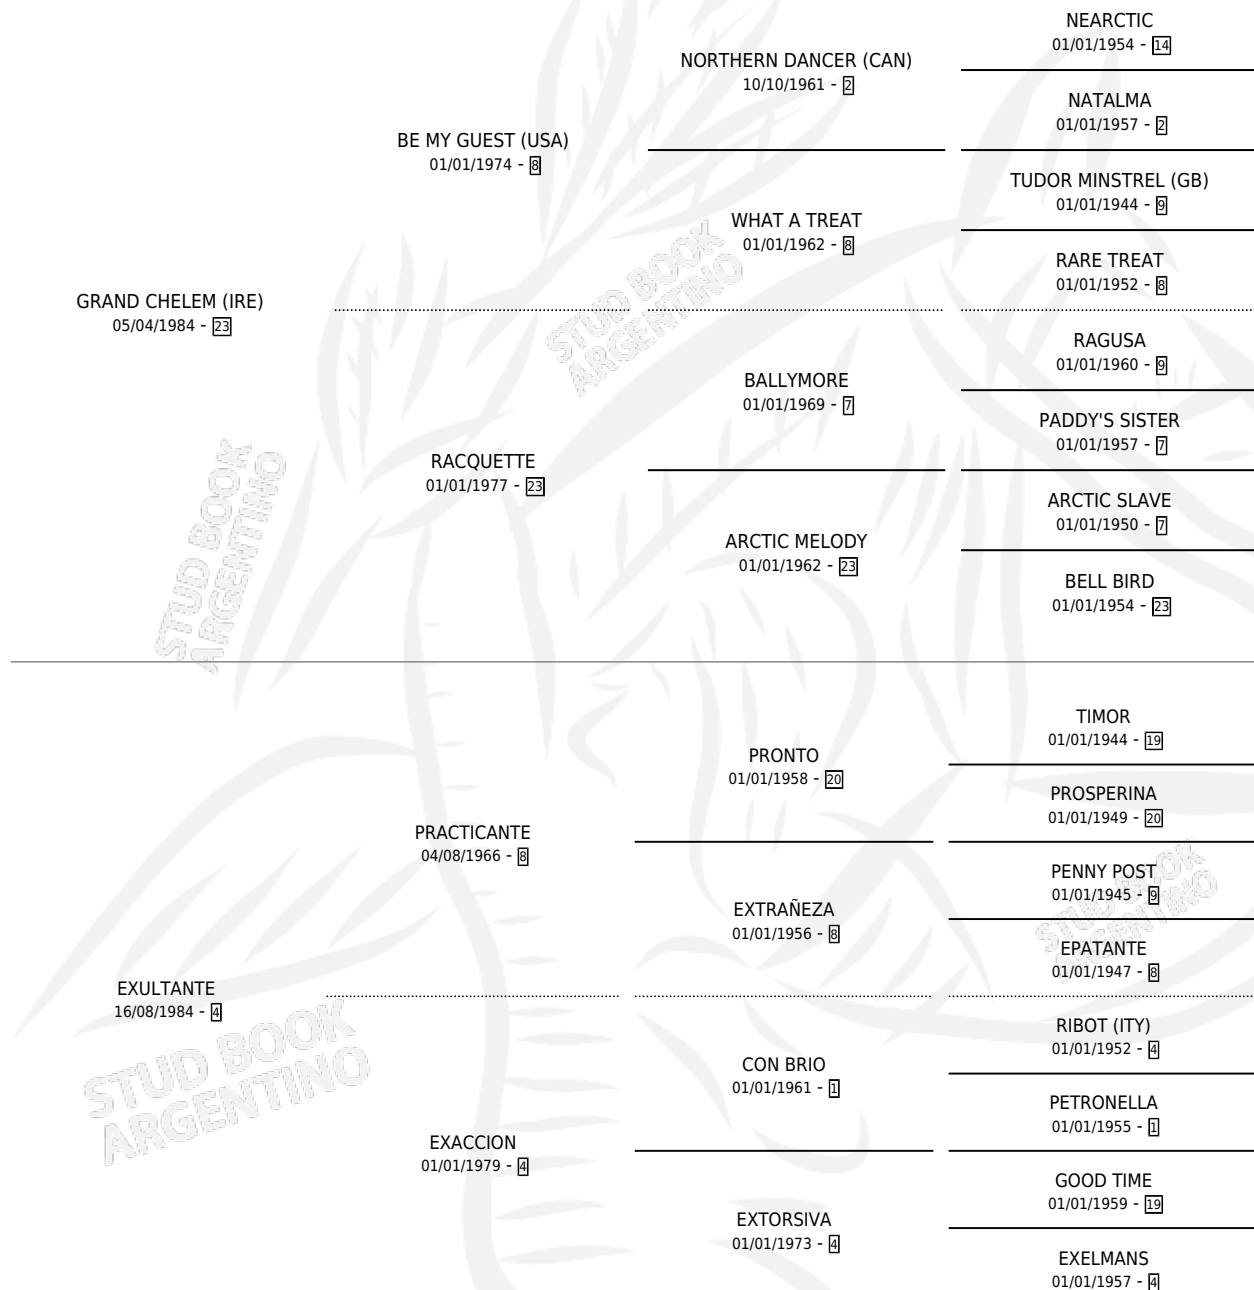 NEARCTIC
01/01/1954 - 14
NORTHERN DANCER (CAN)
10/10/1961 - 2
NATALMA
01/01/1957 - 2
BE MY GUEST (USA)
01/01/1974 - 8
TUDOR MINSTREL (GB)
01/01/1944 - 9
WHAT A TREAT
01/01/1962 - 8
RARE TREAT
01/01/1952 - 8
GRAND CHELEM (IRE)
05/04/1984 - 23
RAGUSA
01/01/1960 - 9
BALLYMORE
01/01/1969 - 7
PADDY'S SISTER
01/01/1957 - 7
RACQUETTE
01/01/1977 - 23
ARCTIC SLAVE
01/01/1950 - 7
ARCTIC MELODY
01/01/1962 - 23
BELL BIRD
01/01/1954 - 23
TIMOR
01/01/1944 - 19
PRONTO
01/01/1958 - 20
PROSPERINA
01/01/1949 - 20
PRACTICANTE
04/08/1966 - 8
PENNY POST
01/01/1945 - 9
EXTRAÑEZA
01/01/1956 - 8
EPATANTE
01/01/1947 - 8
EXULTANTE
16/08/1984 - 4
RIBOT (ITY)
01/01/1952 - 4
CON BRIO
01/01/1961 - 1
PETRONELLA
01/01/1955 - 1
EXACCION
01/01/1979 - 4
GOOD TIME
01/01/1959 - 19
EXTORSIVA
01/01/1973 - 4
EXELMANS
01/01/1957 - 4
STUD BOOK
ARGENTINO
STUD BOOK
ARGENTINO
STUD BOOK
ARGENTINO
STUD BOOK
ARGENTINO